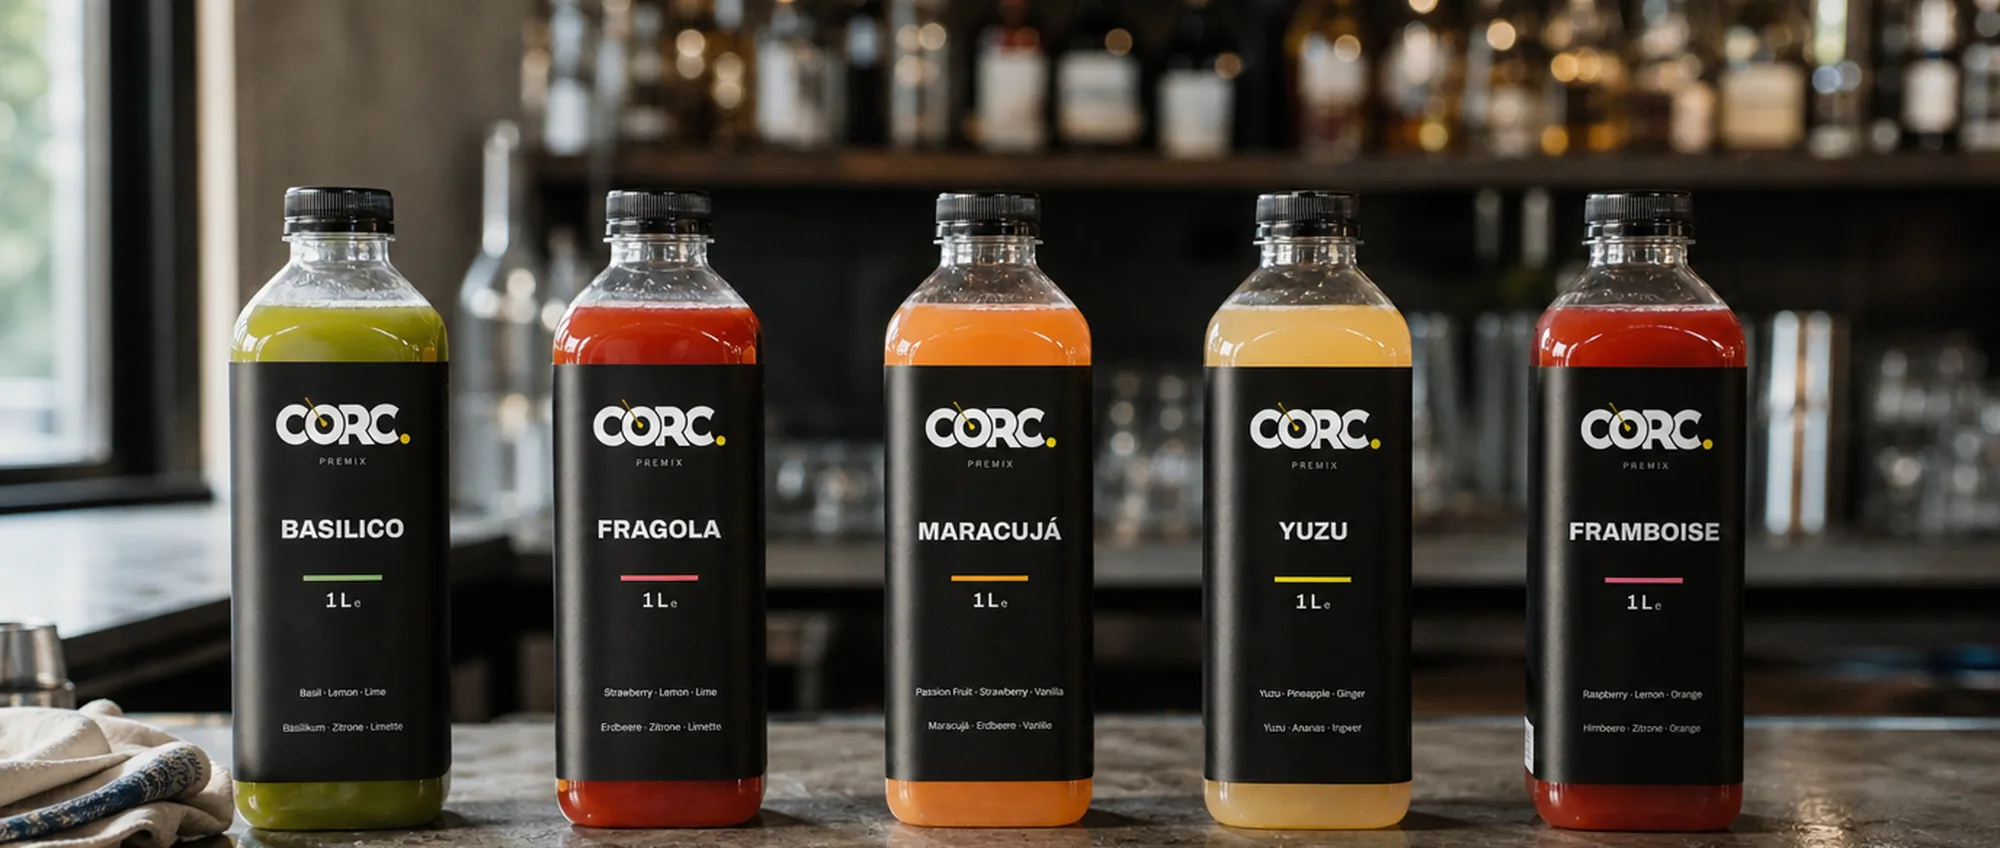 CORC.
PREMIX
BASILICO
1 L e
Basil · Lemon · Lime
Basilikum · Zitrone · Limette
CORC.
PREMIX
FRAGOLA
1 L e
Strawberry · Lemon · Lime
Erdbeere · Zitrone · Limette
CORC.
PREMIX
MARACUJÁ
1 L e
Passion Fruit · Strawberry · Vanilla
Maracujá · Erdbeere · Vanille
CORC.
PREMIX
YUZU
1 L e
Yuzu · Pineapple · Ginger
Yuzu · Ananas · Ingwer
CORC.
PREMIX
FRAMBOISE
1 L e
Raspberry · Lemon · Orange
Himbeere · Zitrone · Orange